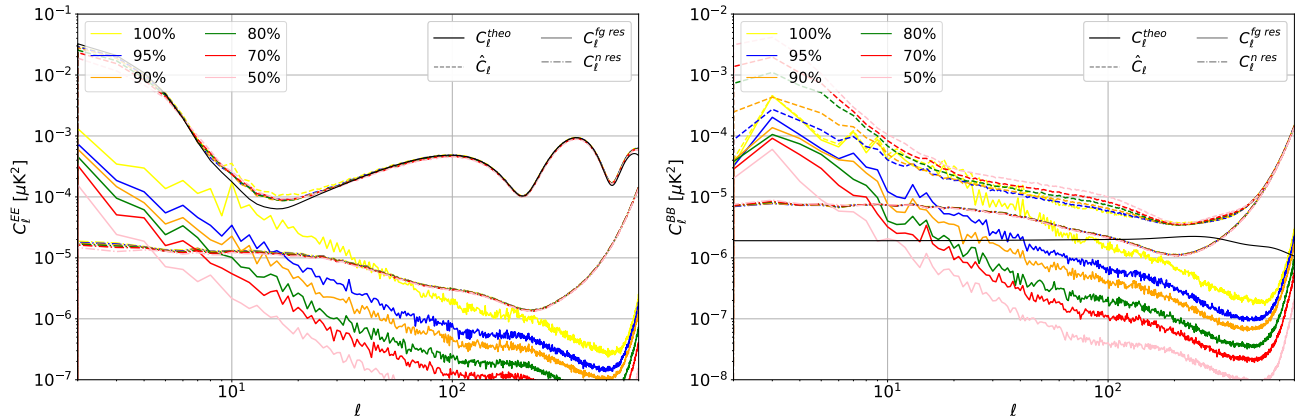 10⁻¹
10⁻²
10⁻³
10⁻⁴
10⁻⁵
10⁻⁶
10⁻⁷
C_ℓ^{EE} [μK²]
100% 80%
95% 70%
90% 50%
C_ℓ^{theo} C_ℓ^{fg res}
Ĉ_ℓ C_ℓ^{n res}
10¹ 10²
ℓ
10⁻²
10⁻³
10⁻⁴
10⁻⁵
10⁻⁶
10⁻⁷
10⁻⁸
C_ℓ^{BB} [μK²]
100% 80%
95% 70%
90% 50%
C_ℓ^{theo} C_ℓ^{fg res}
Ĉ_ℓ C_ℓ^{n res}
10¹ 10²
ℓ